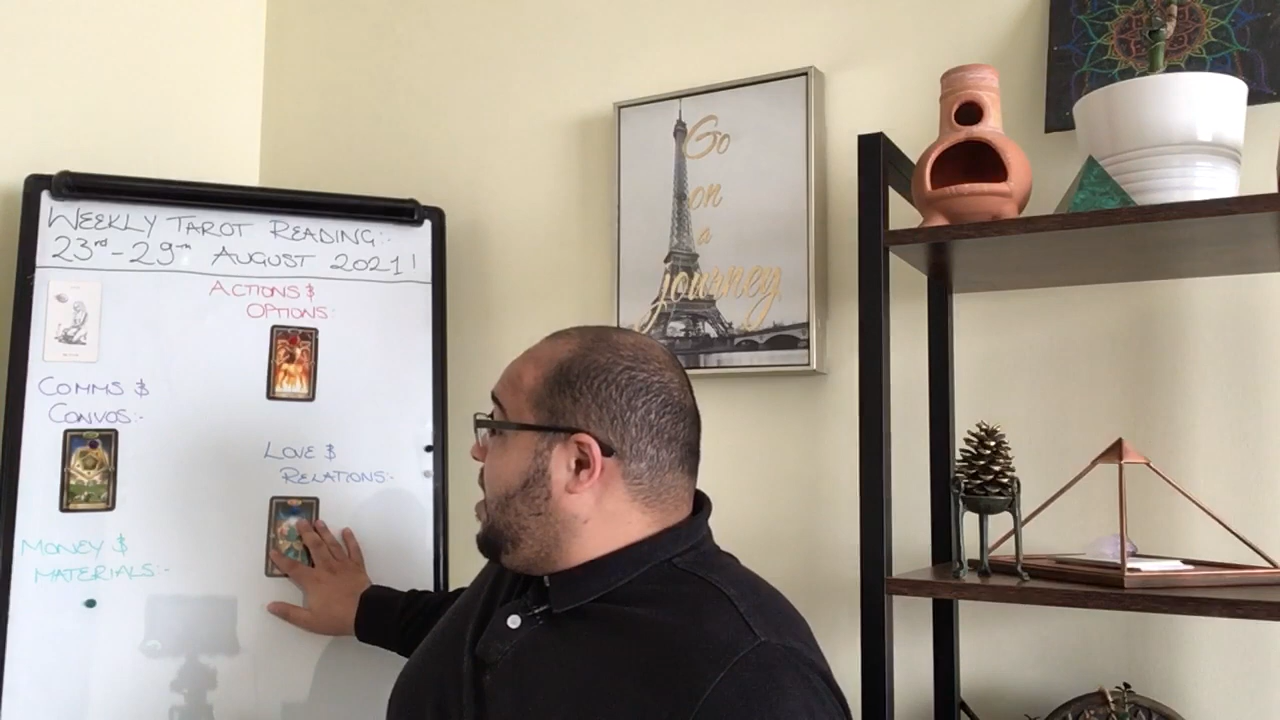 WEEKLY TAROT READING:-
23rd - 29th AUGUST 2021!
ACTIONS &
OPTIONS:-
COMMS &
CONVOS:-
LOVE &
RELATIONS:-
MONEY &
MATERIALS:-
Go
on
a
journey